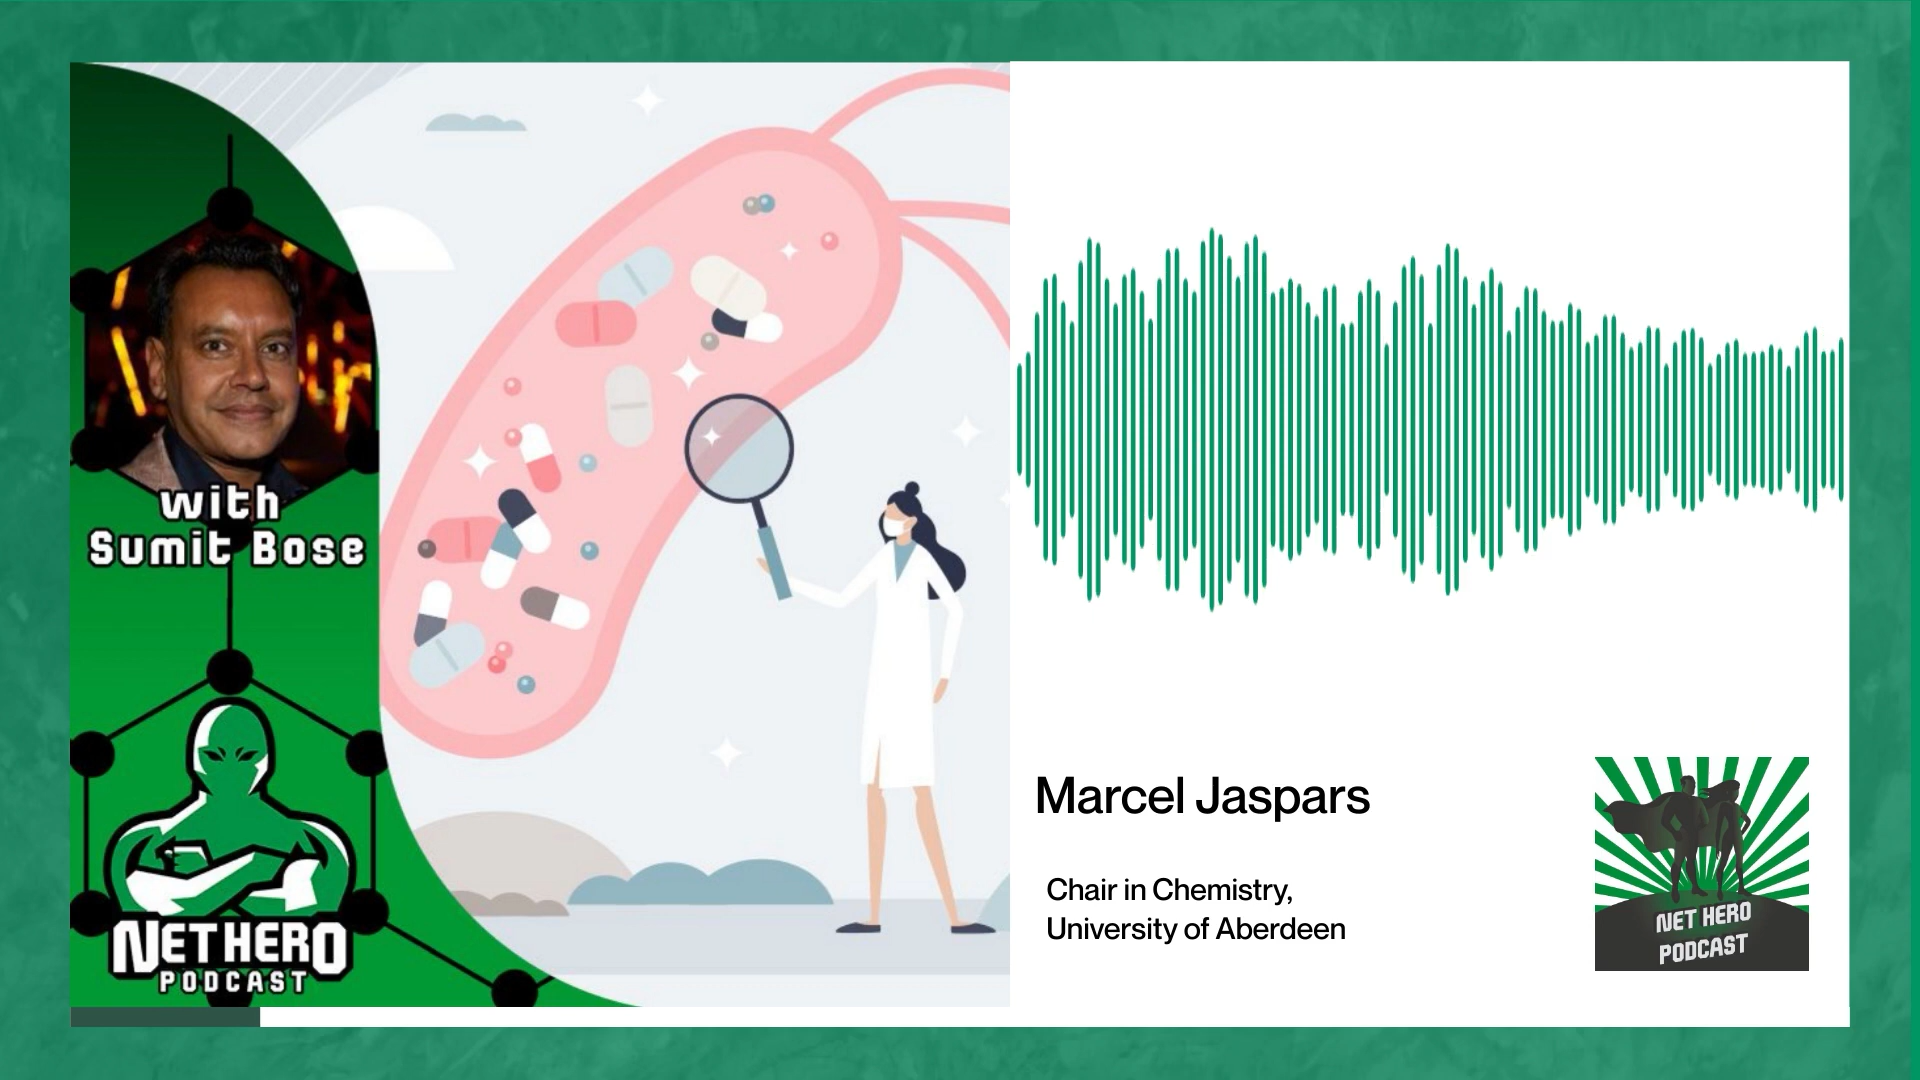 with
Sumit Bose
NET HERO
PODCAST
Marcel Jaspars
Chair in Chemistry,
University of Aberdeen
NET HERO
PODCAST